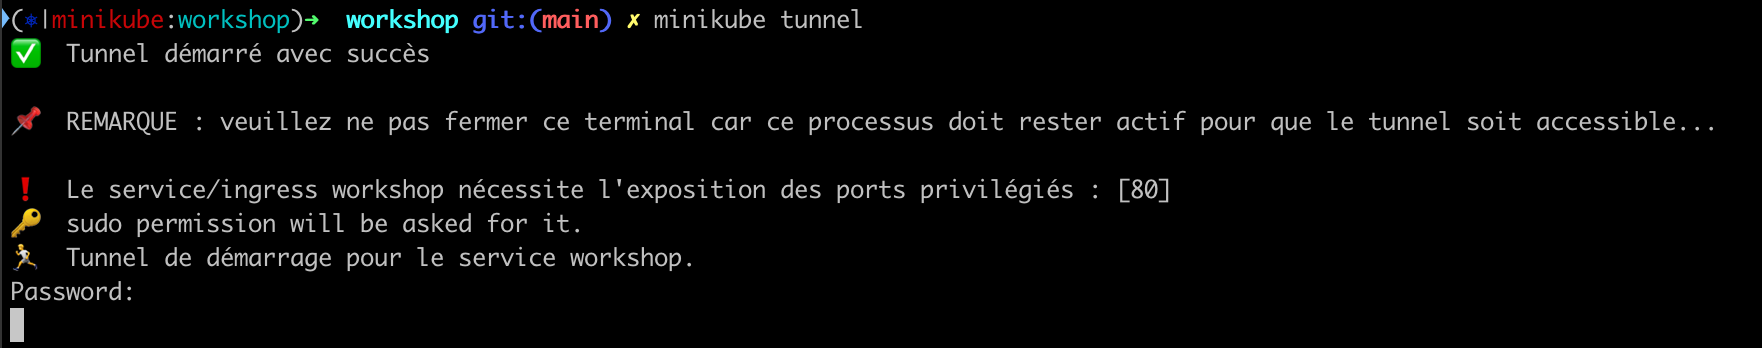 (⎈|minikube:workshop)➜  workshop git:(main) ✗ minikube tunnel
✅  Tunnel démarré avec succès
📌  REMARQUE : veuillez ne pas fermer ce terminal car ce processus doit rester actif pour que le tunnel soit accessible...
❗  Le service/ingress workshop nécessite l'exposition des ports privilégiés : [80]
🔑  sudo permission will be asked for it.
🏃  Tunnel de démarrage pour le service workshop.
Password: